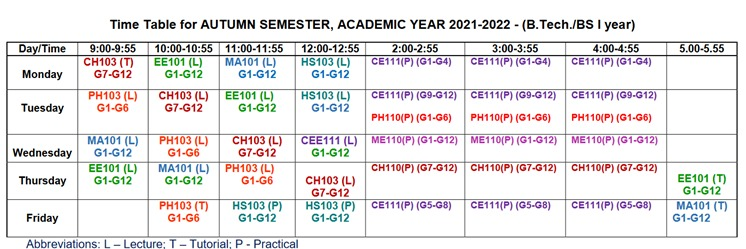 Time Table for AUTUMN SEMESTER, ACADEMIC YEAR 2021-2022 - (B.Tech./BS I year)
Day/Time 9:00-9:55 10:00-10:55 11:00-11:55 12:00-12:55 2:00-2:55 3:00-3:55 4:00-4:55 5.00-5.55
Monday CH103 (T) G7-G12 EE101 (L) G1-G12 MA101 (L) G1-G12 HS103 (L) G1-G12 CE111(P) (G1-G4) CE111(P) (G1-G4) CE111(P) (G1-G4)
Tuesday PH103 (L) G1-G6 CH103 (L) G7-G12 EE101 (L) G1-G12 HS103 (L) G1-G12 CE111(P) (G9-G12) PH110(P) (G1-G6) CE111(P) (G9-G12) PH110(P) (G1-G6) CE111(P) (G9-G12) PH110(P) (G1-G6)
Wednesday MA101 (L) G1-G12 PH103 (L) G1-G6 CH103 (L) G7-G12 CEE111 (L) G1-G12 ME110(P) (G1-G12) ME110(P) (G1-G12) ME110(P) (G1-G12)
Thursday EE101 (L) G1-G12 MA101 (L) G1-G12 PH103 (L) G1-G6 CH103 (L) G7-G12 CH110(P) (G7-G12) CH110(P) (G7-G12) CH110(P) (G7-G12) EE101 (T) G1-G12
Friday PH103 (T) G1-G6 HS103 (P) G1-G12 HS103 (P) G1-G12 CE111(P) (G5-G8) CE111(P) (G5-G8) CE111(P) (G5-G8) MA101 (T) G1-G12
Abbreviations: L – Lecture; T – Tutorial; P - Practical